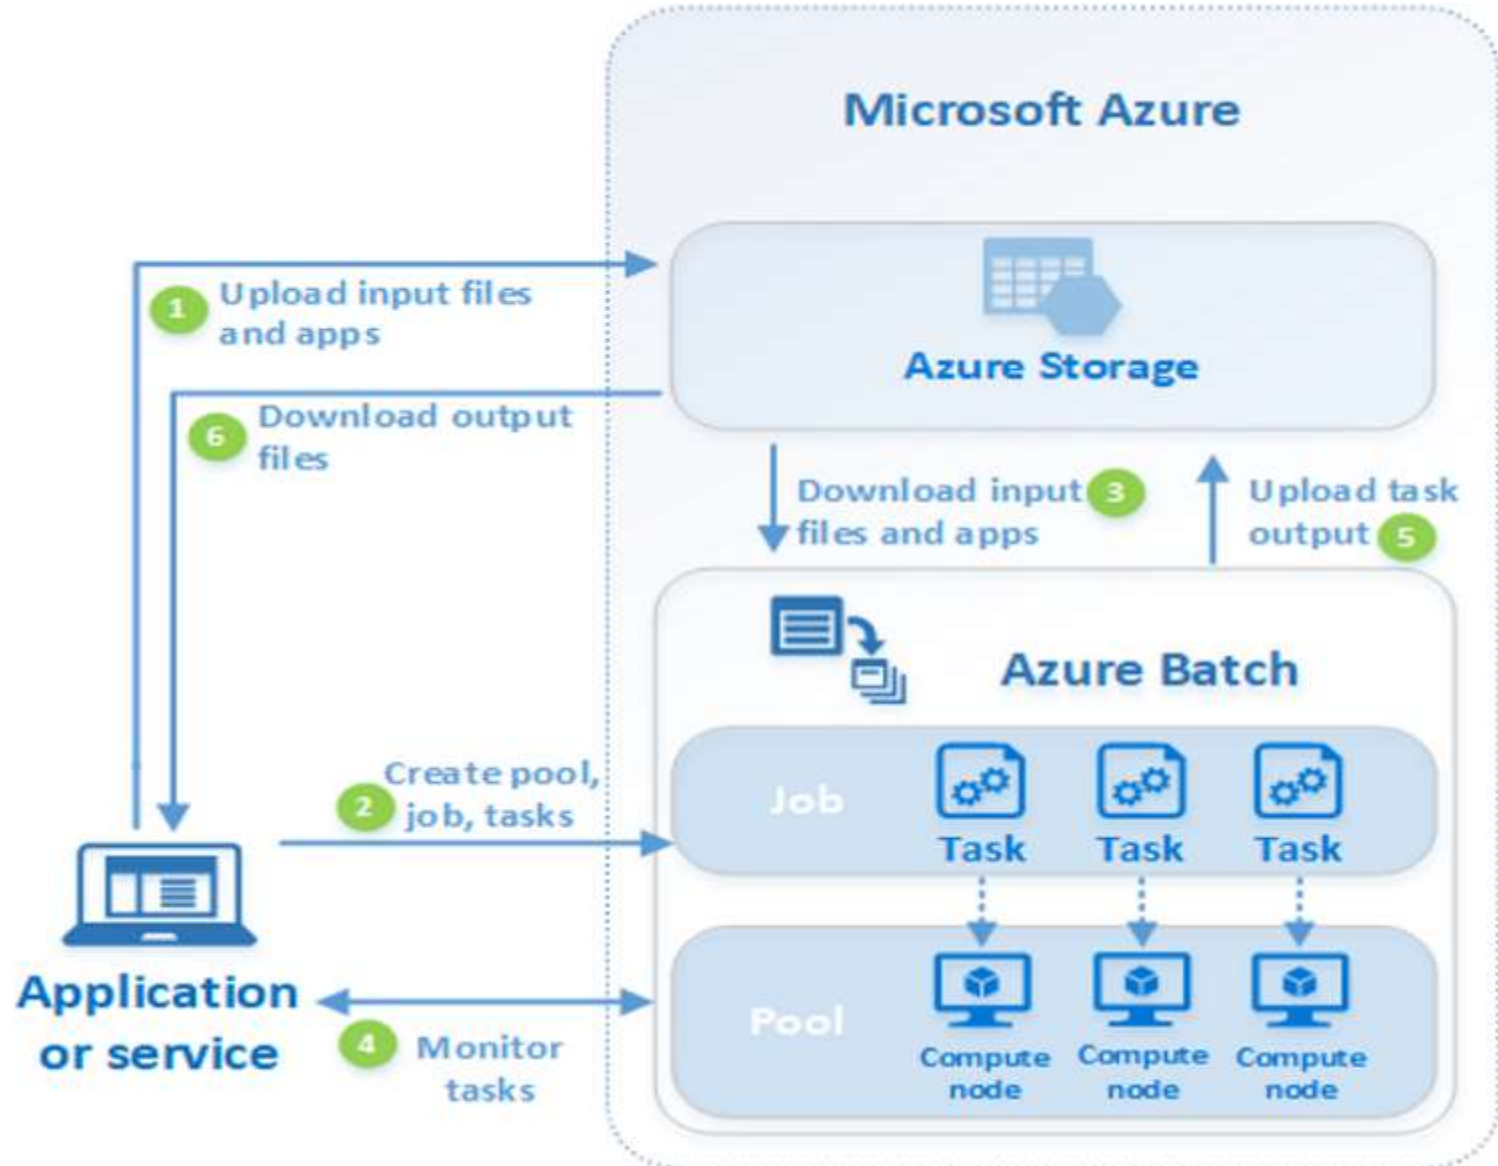 Microsoft Azure
1 Upload input files
and apps
Azure Storage
6 Download output
files
Download input 3
files and apps
Upload task
output 5
Azure Batch
2 Create pool,
job, tasks
Job
Task
Task
Task
Application
or service
4 Monitor
tasks
Pool
Compute
node
Compute
node
Compute
node